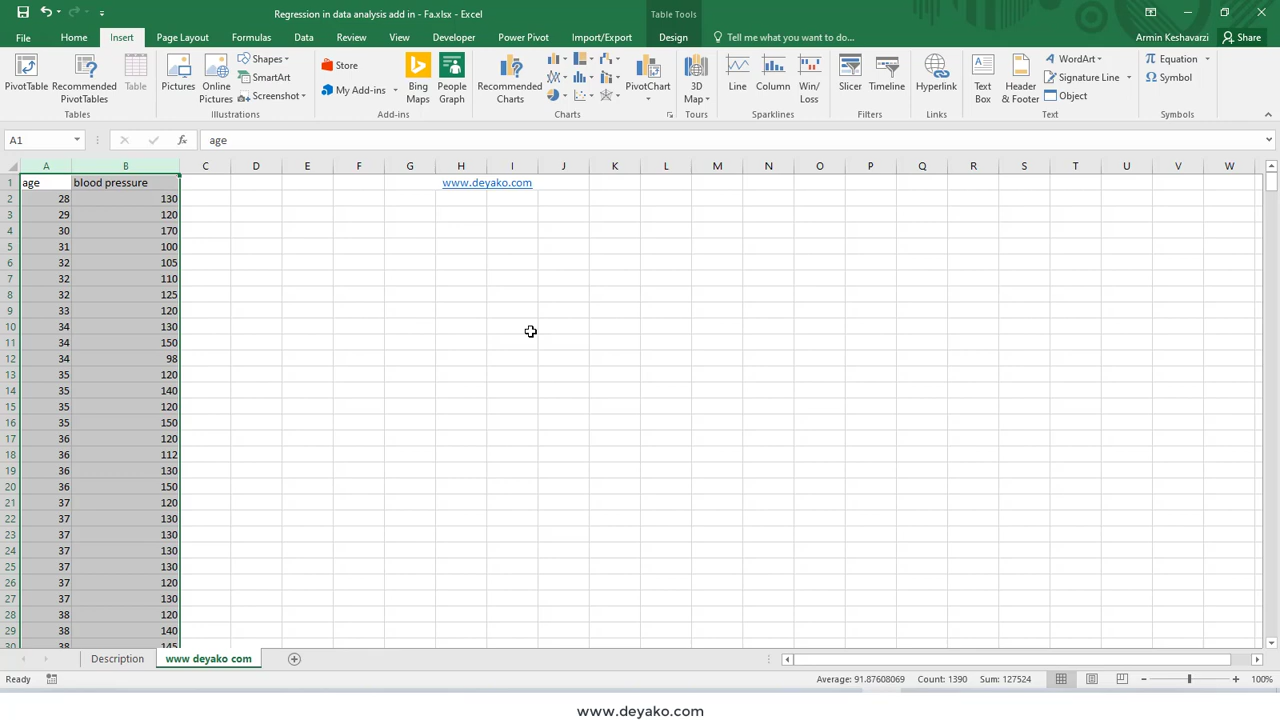 Regression in data analysis add in - Fa.xlsx - Excel
Table Tools
File Home Insert Page Layout Formulas Data Review View Developer Power Pivot Import/Export Design Tell me what you want to do... Armin Keshavarzi Share
PivotTable Recommended PivotTables Table
Tables
Pictures Online Pictures Shapes SmartArt Screenshot
Illustrations
Store My Add-ins Bing Maps People Graph
Add-ins
Recommended Charts PivotChart
Charts
3D Map
Tours
Line Column Win/Loss
Sparklines
Slicer Timeline
Filters
Hyperlink
Links
Text Box Header & Footer WordArt Signature Line Object
Text
Equation Symbol
Symbols
A1 fx age
A B C D E F G H I J K L M N O P Q R S T U V W
1 age blood pressure www.deyako.com
2 28 130
3 29 120
4 30 170
5 31 100
6 32 105
7 32 110
8 32 125
9 33 120
10 34 130
11 34 150
12 34 98
13 35 120
14 35 140
15 35 120
16 35 150
17 36 120
18 36 112
19 36 130
20 36 150
21 37 120
22 37 130
23 37 130
24 37 130
25 37 130
26 37 120
27 37 130
28 38 120
29 38 140
30 38 145
Description www deyako com
Ready Average: 91.87608069 Count: 1390 Sum: 127524 100%
www.deyako.com